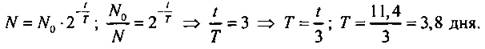 N = N₀ · 2^(-t/T); N₀/N = 2^(-t/T) ⇒ t/T = 3 ⇒ T = t/3; T = 11,4/3 = 3,8 дня.